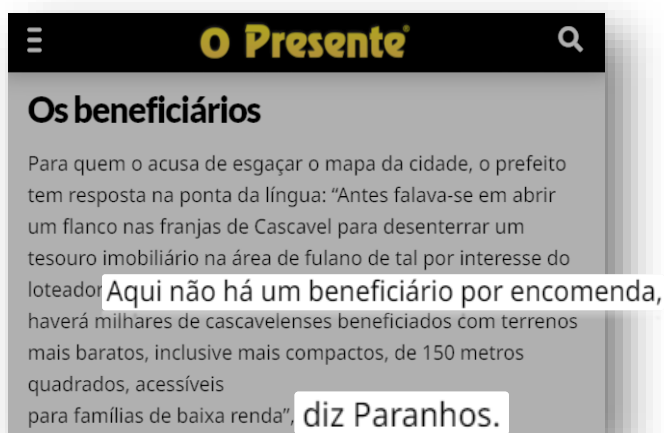 O Presente
Os beneficiários
Para quem o acusa de esgaçar o mapa da cidade, o prefeito
tem resposta na ponta da língua: “Antes falava-se em abrir
um flanco nas franjas de Cascavel para desenterrar um
tesouro imobiliário na área de fulano de tal por interesse do
loteador Aqui não há um beneficiário por encomenda,
haverá milhares de cascavelenses beneficiados com terrenos
mais baratos, inclusive mais compactos, de 150 metros
quadrados, acessíveis
para famílias de baixa renda”, diz Paranhos.